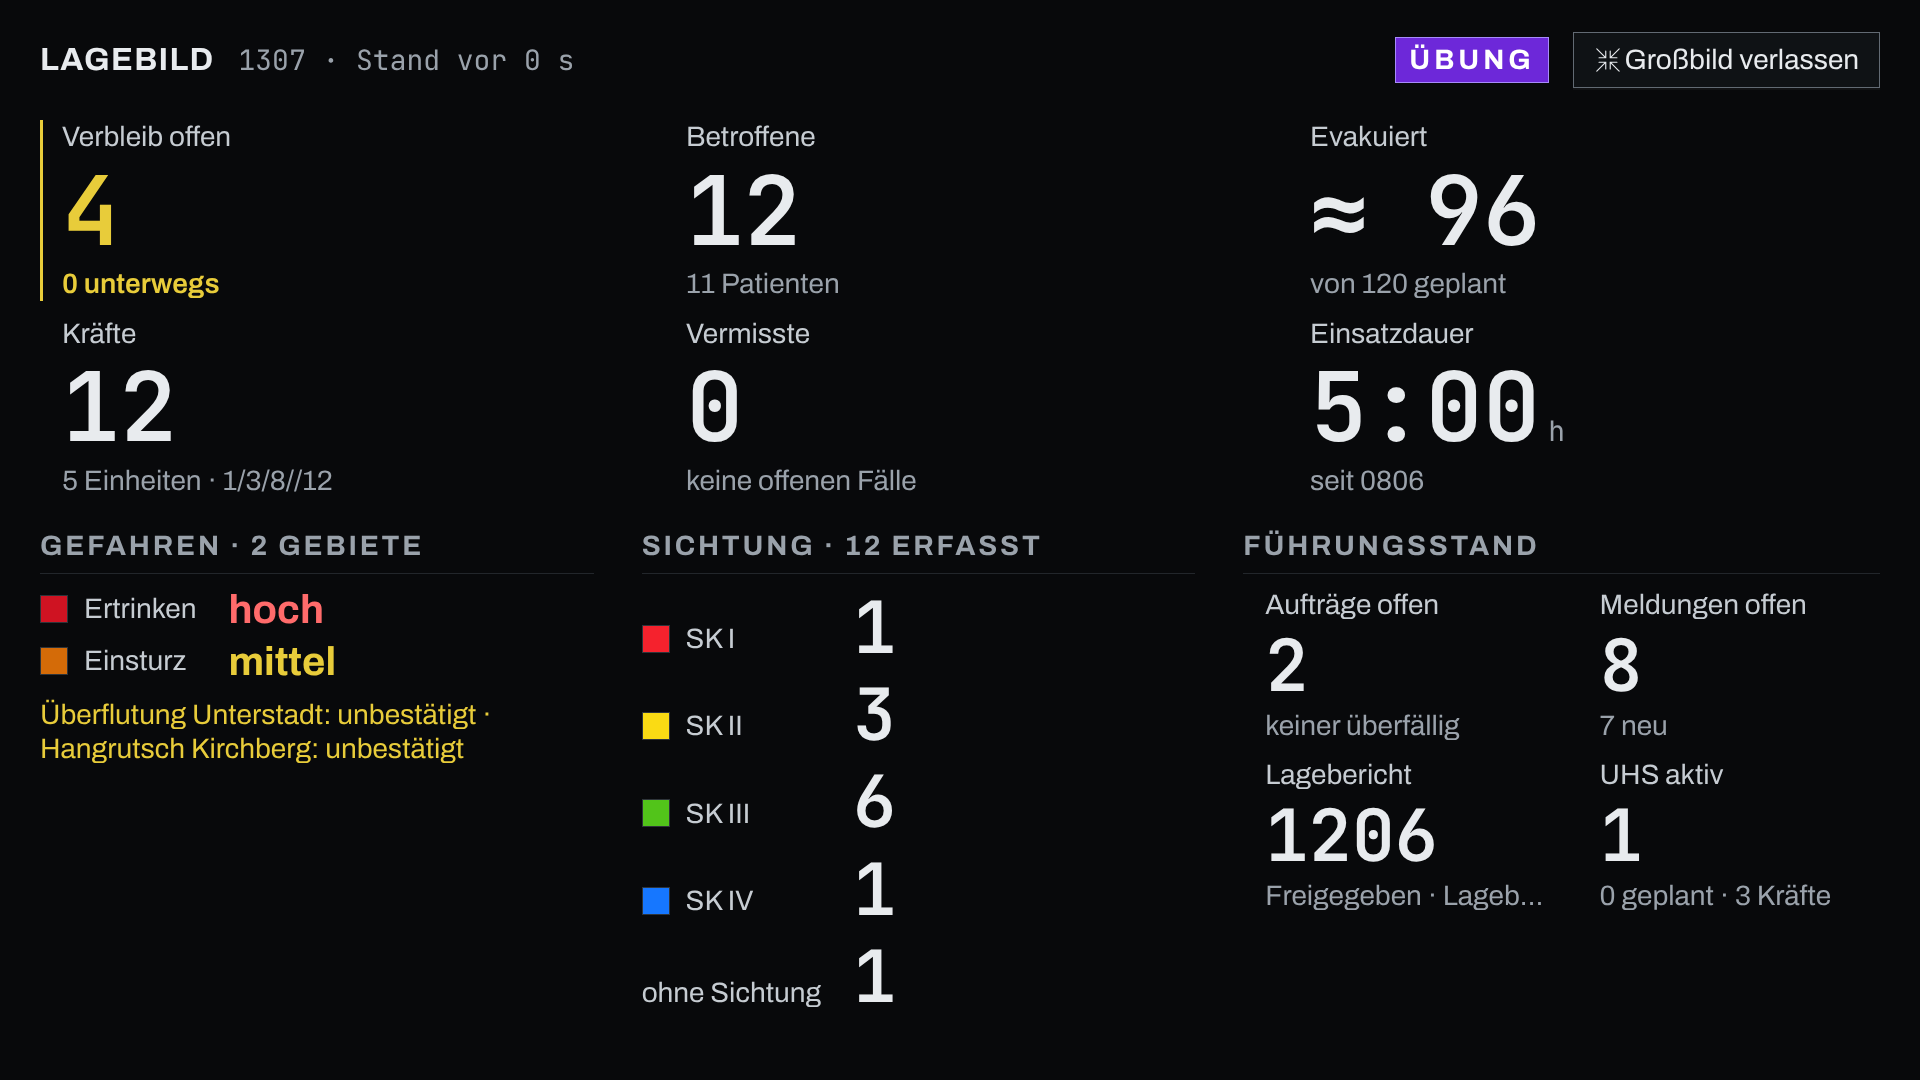 LAGEBILD 1307 · Stand vor 0 s
ÜBUNG
Großbild verlassen
Verbleib offen
4
0 unterwegs
Betroffene
12
11 Patienten
Evakuiert
≈ 96
von 120 geplant
Kräfte
12
5 Einheiten · 1/3/8//12
Vermisste
0
keine offenen Fälle
Einsatzdauer
5:00 h
seit 0806
GEFAHREN · 2 GEBIETE
Ertrinken hoch
Einsturz mittel
Überflutung Unterstadt: unbestätigt ·
Hangrutsch Kirchberg: unbestätigt
SICHTUNG · 12 ERFASST
SK I 1
SK II 3
SK III 6
SK IV 1
ohne Sichtung 1
FÜHRUNGSSTAND
Aufträge offen
2
keiner überfällig
Meldungen offen
8
7 neu
Lagebericht
1206
Freigegeben · Lageb...
UHS aktiv
1
0 geplant · 3 Kräfte